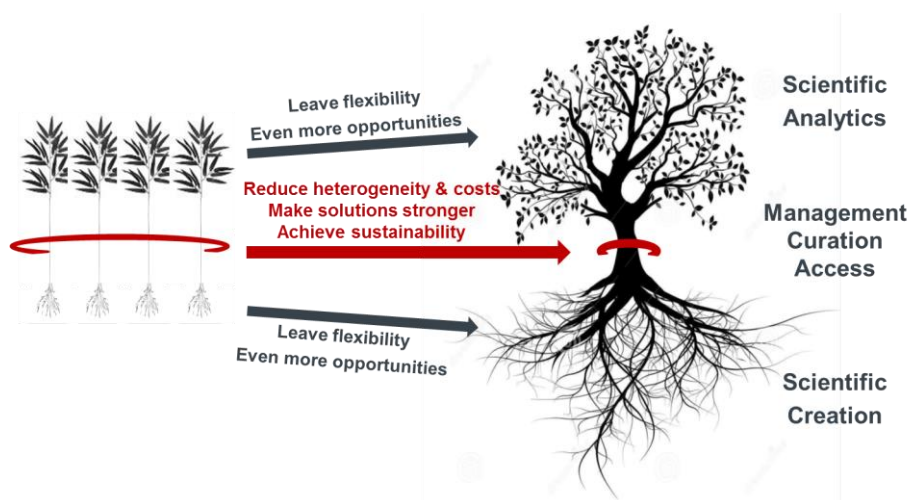 Leave flexibility
Even more opportunities
Reduce heterogeneity & costs
Make solutions stronger
Achieve sustainability
Leave flexibility
Even more opportunities
Scientific
Analytics
Management
Curation
Access
Scientific
Creation